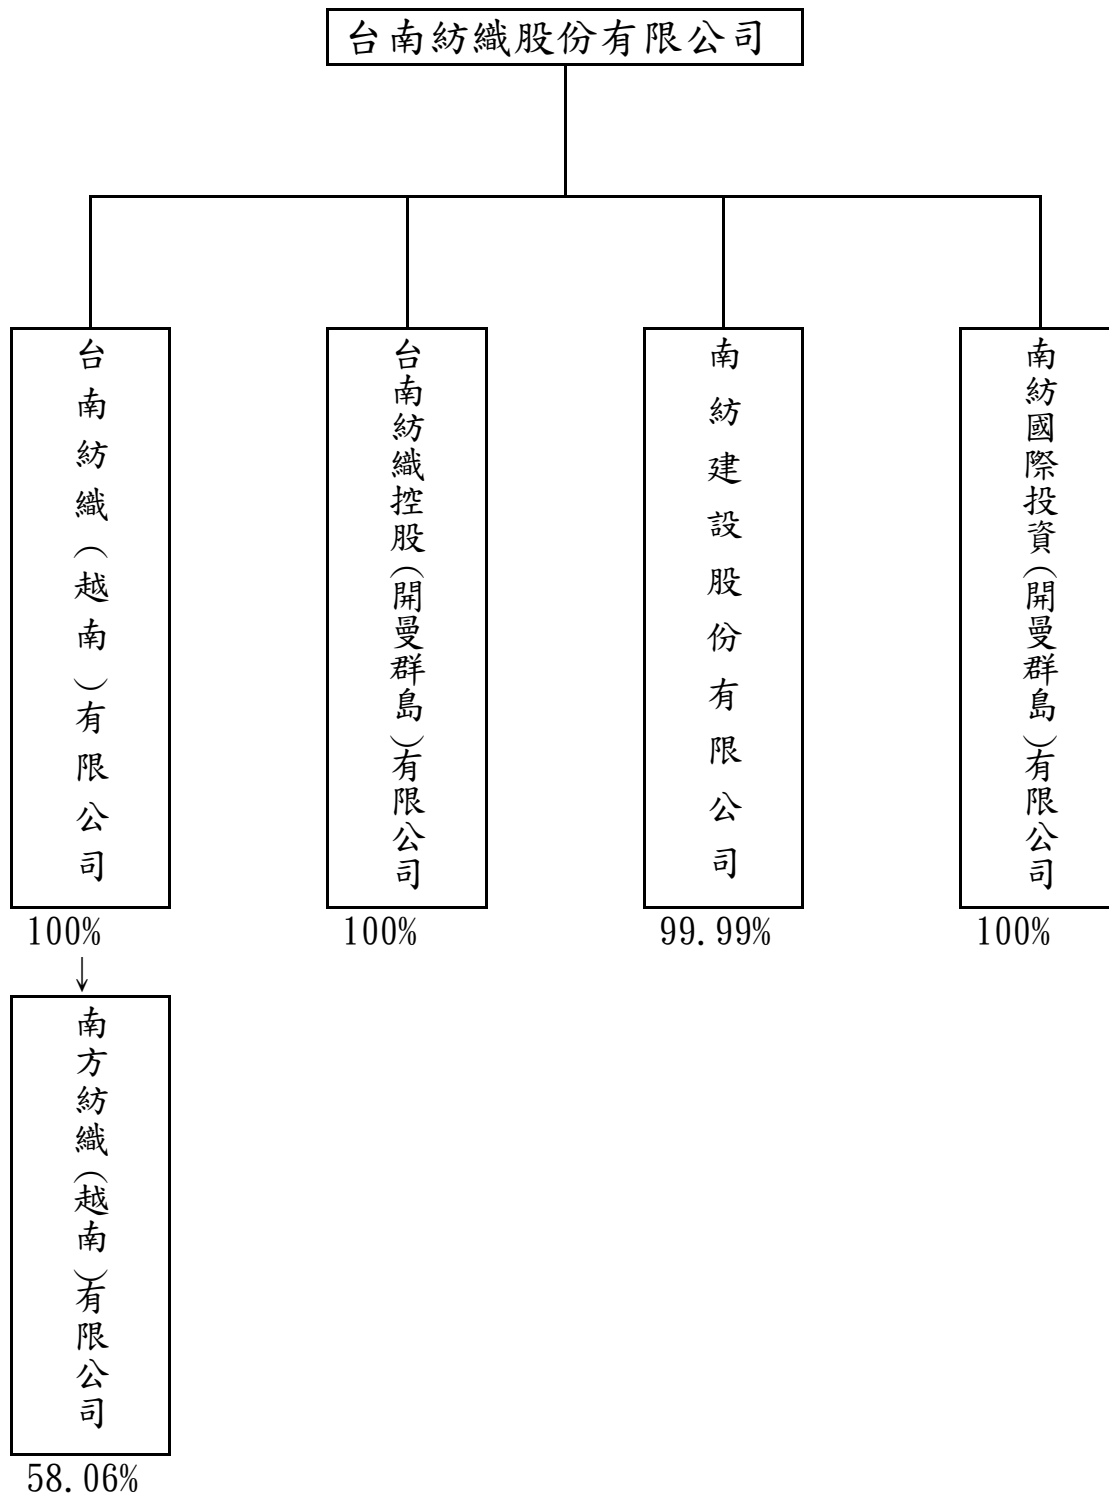 台南紡織股份有限公司
台南紡織（越南）有限公司
100%
台南紡織控股（開曼群島）有限公司
100%
南紡建設股份有限公司
99.99%
南紡國際投資（開曼群島）有限公司
100%
南方紡織（越南）有限公司
58.06%